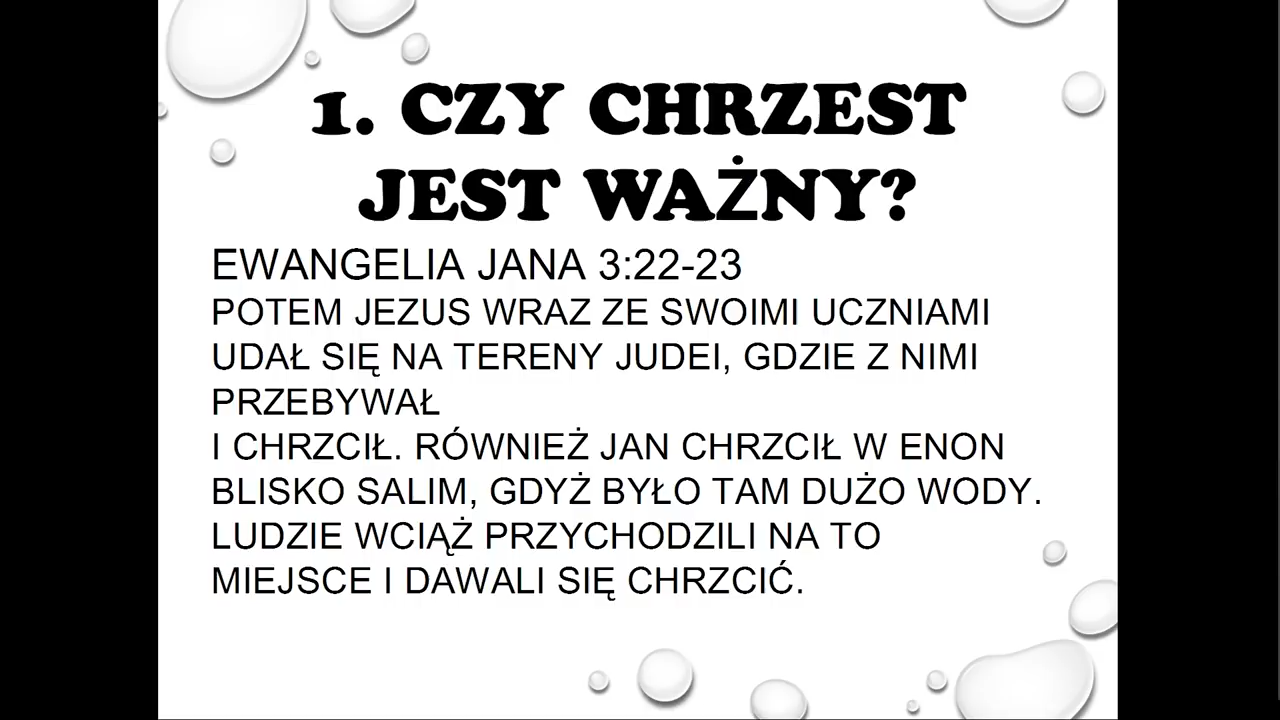 1. CZY CHRZEST
JEST WAŻNY?
EWANGELIA JANA 3:22-23
POTEM JEZUS WRAZ ZE SWOIMI UCZNIAMI
UDAŁ SIĘ NA TERENY JUDEI, GDZIE Z NIMI
PRZEBYWAŁ
I CHRZCIŁ. RÓWNIEŻ JAN CHRZCIŁ W ENON
BLISKO SALIM, GDYŻ BYŁO TAM DUŻO WODY.
LUDZIE WCIĄŻ PRZYCHODZILI NA TO
MIEJSCE I DAWALI SIĘ CHRZCIĆ.